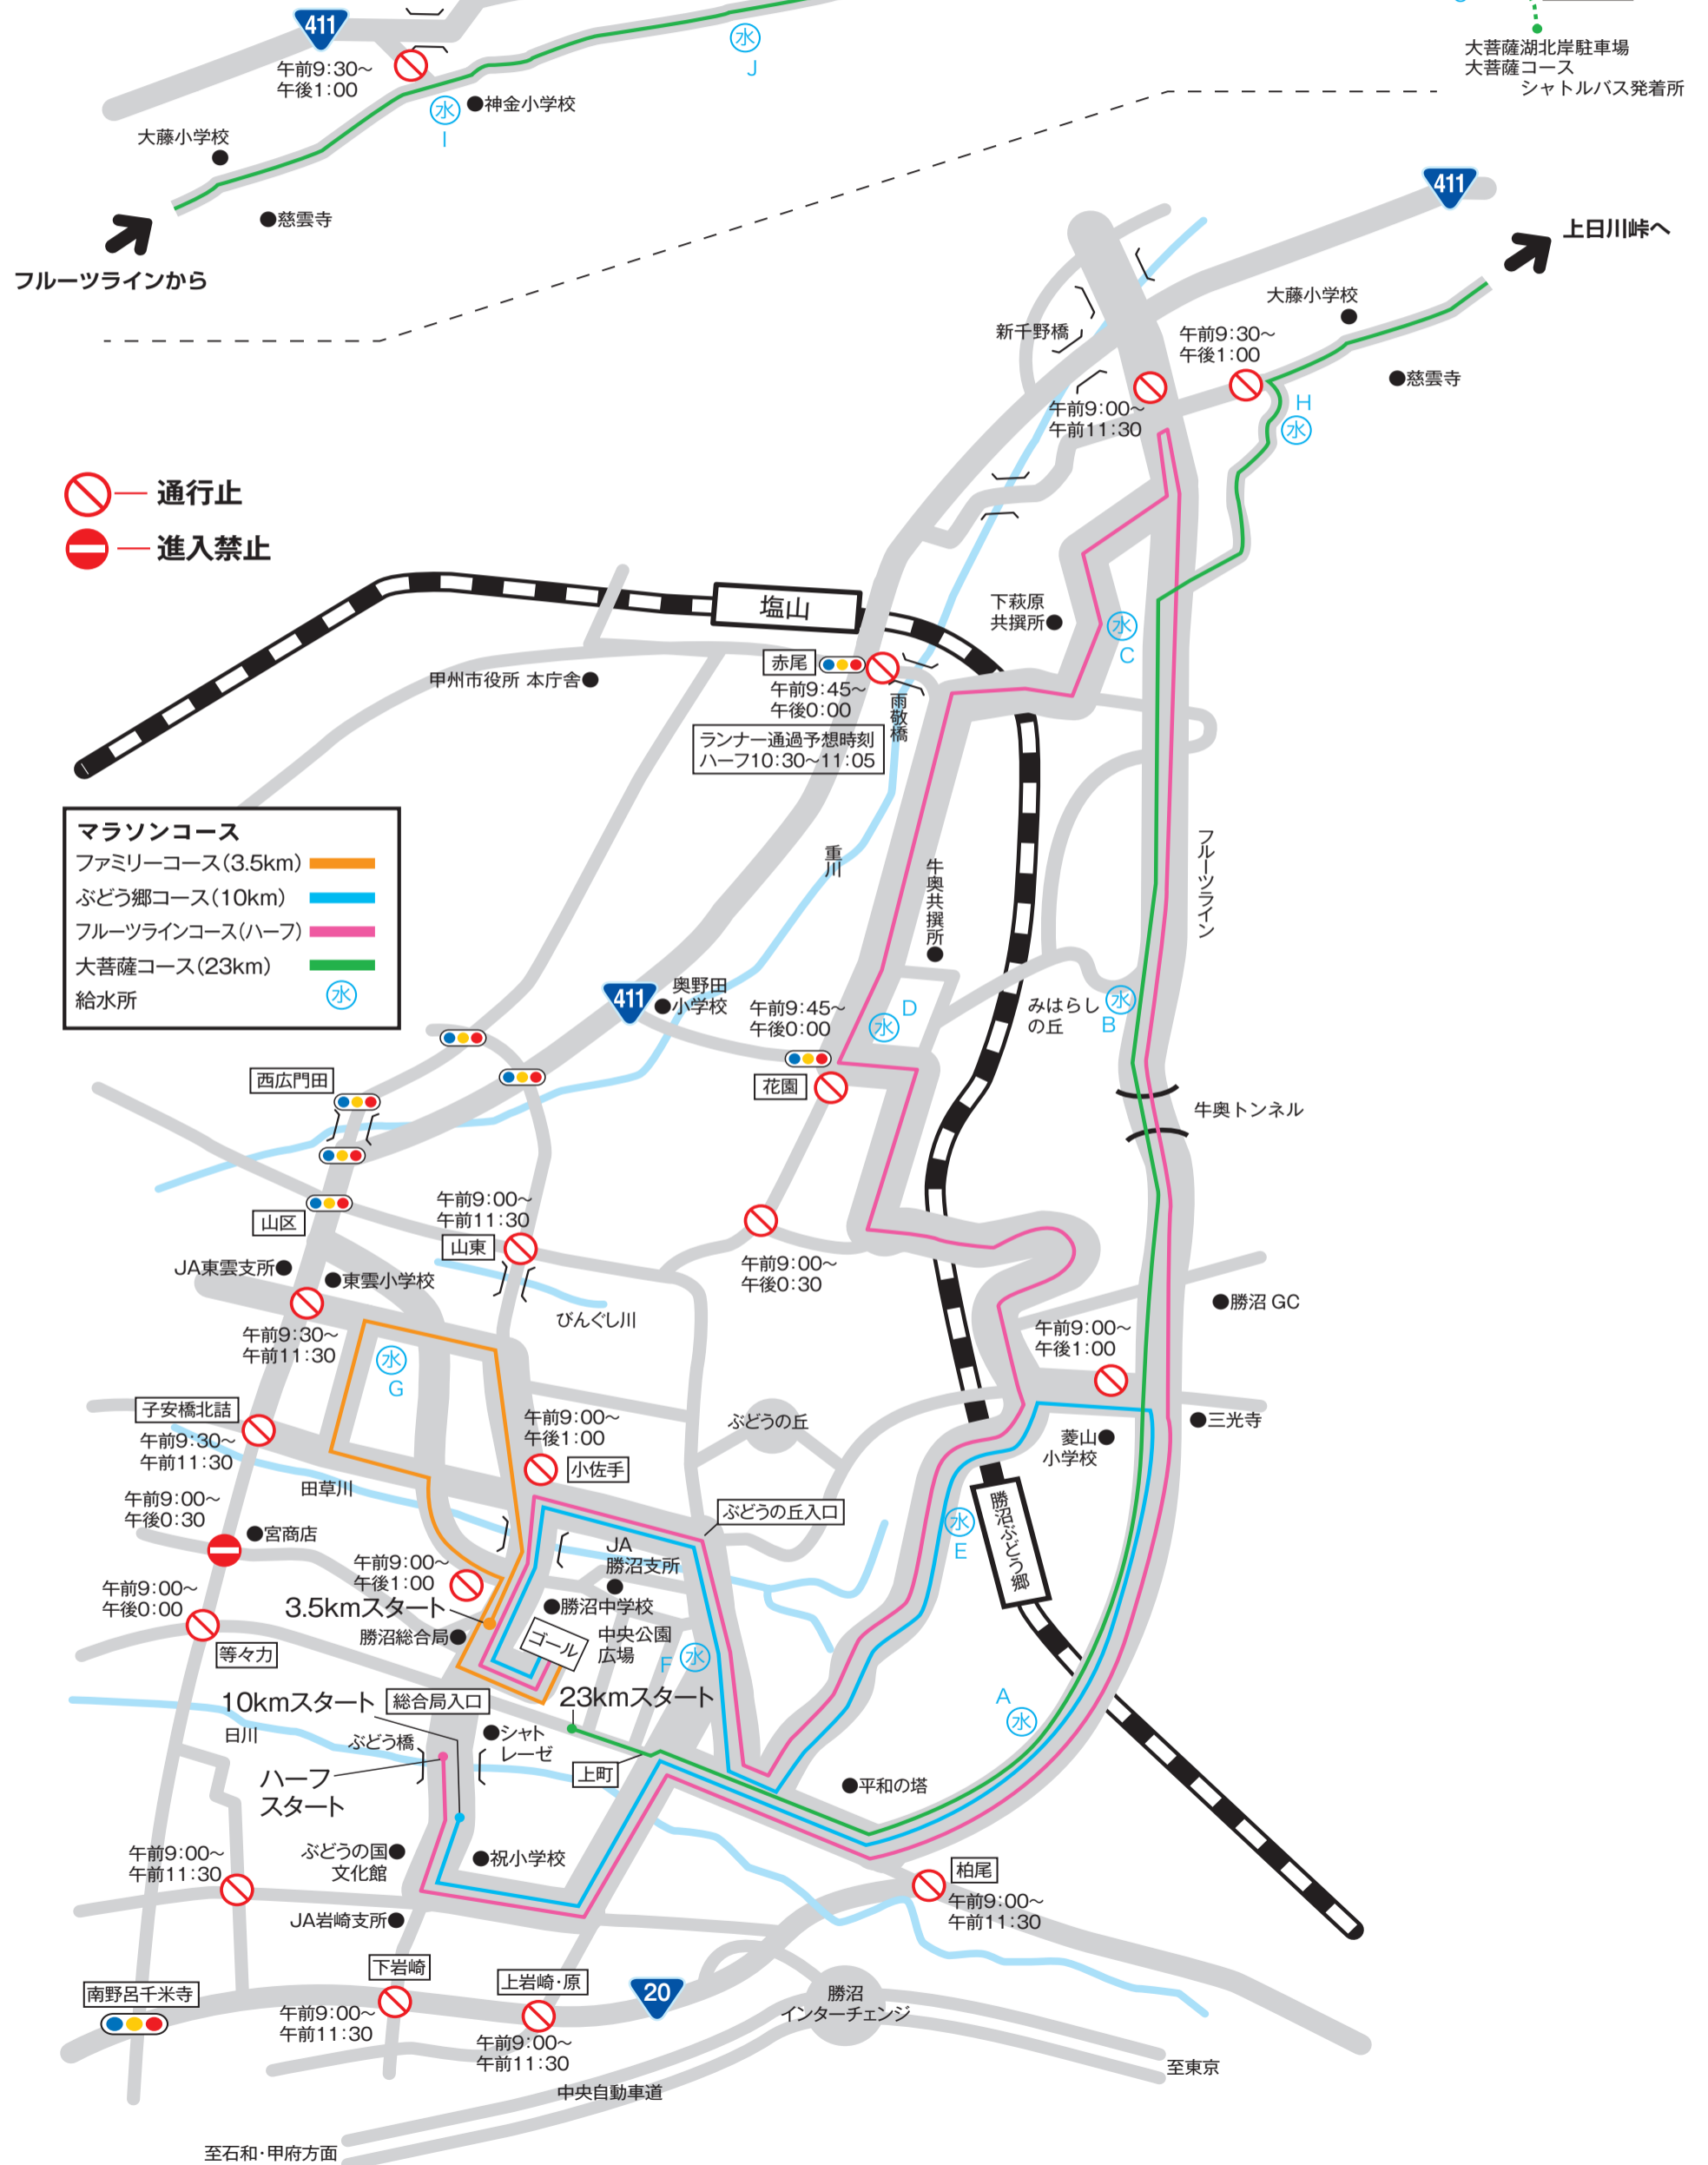 411
午前9:30〜
午後1:00
水
J
大菩薩湖北岸駐車場
大菩薩コース
シャトルバス発着所
水
I
神金小学校
大藤小学校
慈雲寺
フルーツラインから
411
上日川峠へ
大藤小学校
新千野橋
午前9:30〜
午後1:00
慈雲寺
午前9:00〜
午前11:30
H
水
通行止
進入禁止
塩山
下萩原
共撰所
水
C
赤尾
甲州市役所 本庁舎
午前9:45〜
午後0:00
雨敬橋
ランナー通過予想時刻
ハーフ10:30〜11:05
マラソンコース
ファミリーコース(3.5km)
ぶどう郷コース(10km)
フルーツラインコース(ハーフ)
大菩薩コース(23km)
給水所
水
重川
牛奥共撰所
フルーツライン
411
奥野田
小学校
午前9:45〜
午後0:00
D
水
みはらし
の丘
水
B
花園
西広門田
牛奥トンネル
山区
午前9:00〜
午前11:30
山東
JA東雲支所
東雲小学校
午前9:00〜
午後0:30
びんぐし川
勝沼 GC
午前9:30〜
午前11:30
水
G
午前9:00〜
午後1:00
子安橋北詰
午前9:30〜
午前11:30
午前9:00〜
午後1:00
小佐手
ぶどうの丘
三光寺
菱山
小学校
田草川
午前9:00〜
午後0:30
宮商店
ぶどうの丘入口
勝沼ぶどう郷
水
E
JA
勝沼支所
午前9:00〜
午後1:00
午前9:00〜
午後0:00
3.5kmスタート
勝沼中学校
勝沼総合局
ゴール
中央公園
広場
F
水
等々力
10kmスタート
総合局入口
23kmスタート
A
水
日川
ぶどう橋
シャト
レーゼ
上町
ハーフ
スタート
平和の塔
午前9:00〜
午前11:30
ぶどうの国
文化館
祝小学校
柏尾
午前9:00〜
午前11:30
JA岩崎支所
下岩崎
上岩崎・原
南野呂千米寺
20
勝沼
インターチェンジ
午前9:00〜
午前11:30
午前9:00〜
午前11:30
至東京
中央自動車道
至石和・甲府方面